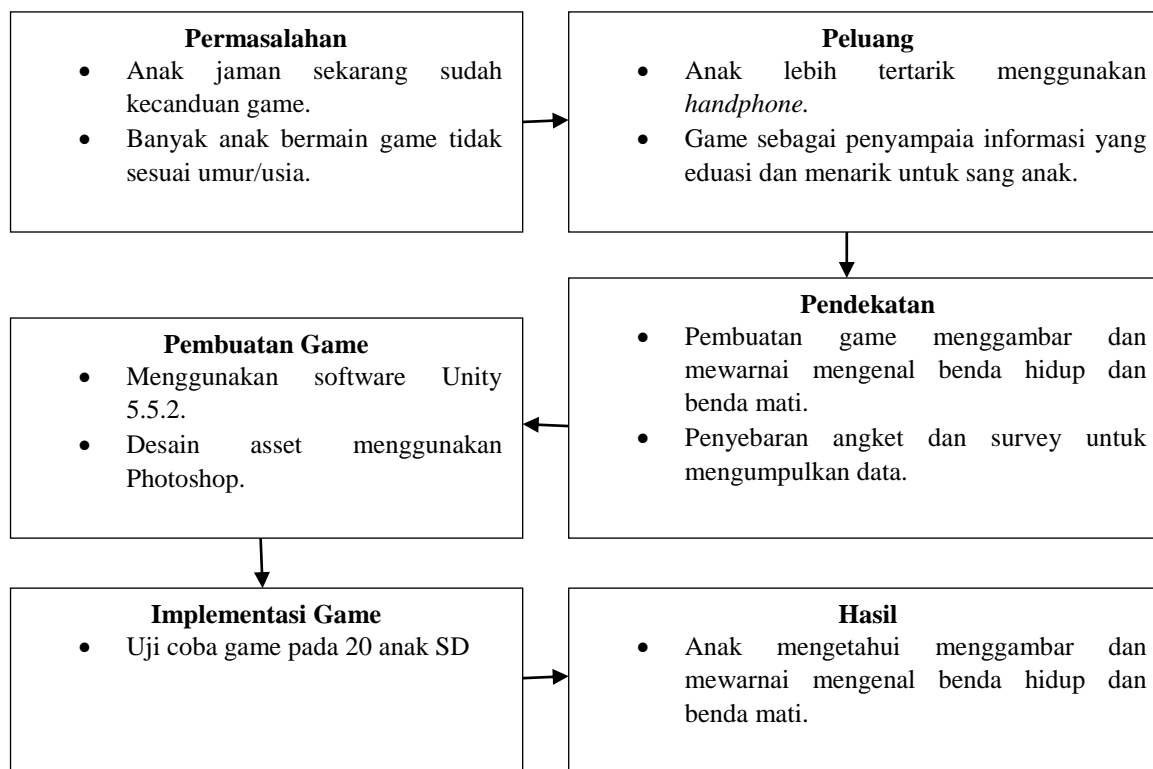 Permasalahan
• Anak jaman sekarang sudah
kecanduan game.
• Banyak anak bermain game tidak
sesuai umur/usia.
Peluang
• Anak lebih tertarik menggunakan
handphone.
• Game sebagai penyampaia informasi yang
eduasi dan menarik untuk sang anak.
Pendekatan
• Pembuatan game menggambar dan
mewarnai mengenal benda hidup dan
benda mati.
• Penyebaran angket dan survey untuk
mengumpulkan data.
Pembuatan Game
• Menggunakan software Unity
5.5.2.
• Desain asset menggunakan
Photoshop.
Implementasi Game
• Uji coba game pada 20 anak SD
Hasil
• Anak mengetahui menggambar dan
mewarnai mengenal benda hidup dan
benda mati.